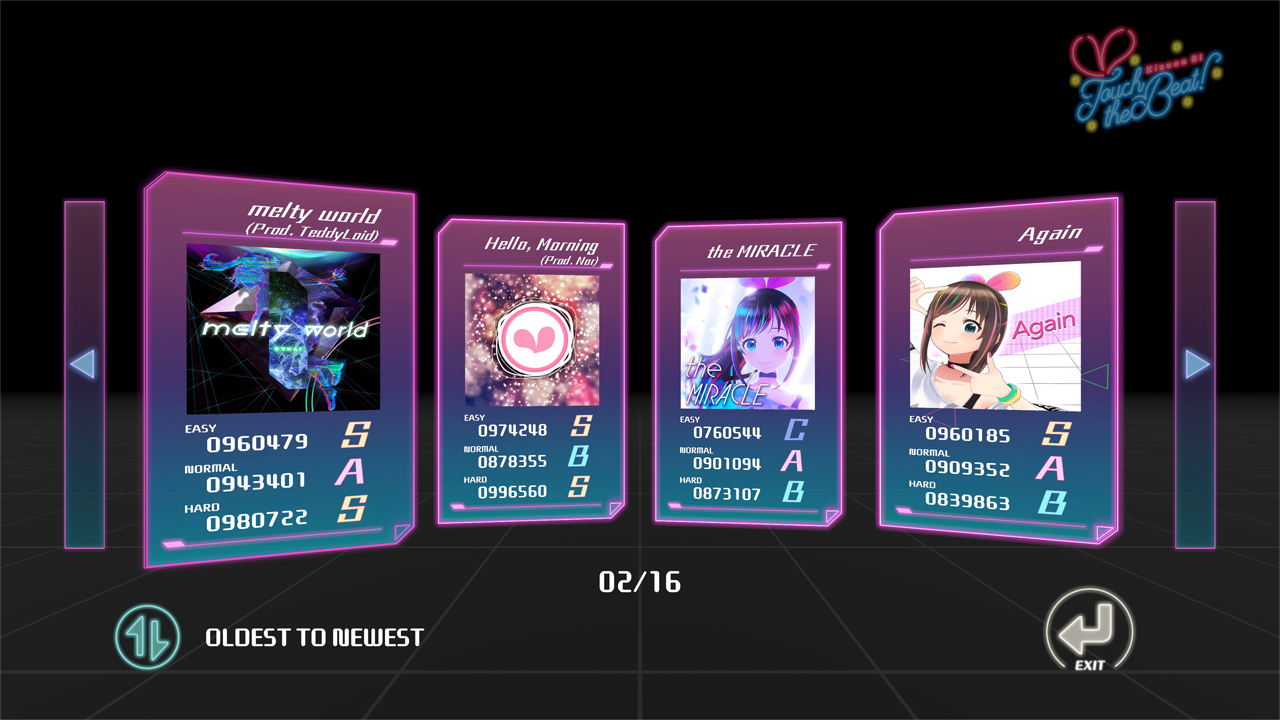 Kizuna AI
Touch
the Beat!
melty world
(Prod. TeddyLoid)
melty world
EASY
0960479 S
NORMAL
0943401 A
HARD
0980722 S
Hello, Morning
(Prod. Nor)
EASY
0974248 S
NORMAL
0878355 B
HARD
0996560 S
the MIRACLE
the
MIRACLE
EASY
0760544 C
NORMAL
0901094 A
HARD
0873107 B
Again
Again
EASY
0960185 S
NORMAL
0909352 A
HARD
0839863 B
02/16
OLDEST TO NEWEST
EXIT